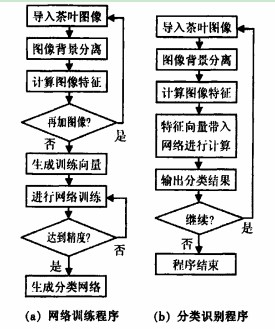 导入茶叶图像
图像背景分离
计算图像特征
再加图像?
是
否
生成训练向量
进行网络训练
达到精度?
否
是
生成分类网络
(a) 网络训练程序
导入茶叶图像
图像背景分离
计算图像特征
特征向量带入
网络进行计算
输出分类结果
继续?
是
否
程序结束
(b) 分类识别程序